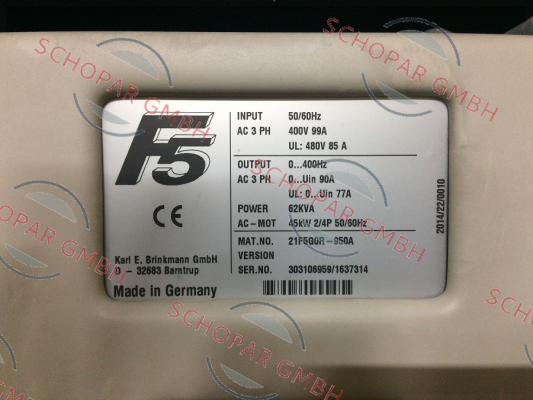 F5
CE
Karl E. Brinkmann GmbH
D - 32683 Barntrup
Made in Germany
INPUT 50/60Hz
AC 3 PH 400V 99A
UL: 480V 85 A
OUTPUT 0...400Hz
AC 3 PH 0...Uin 90A
UL: 0...Uin 77A
POWER 62KVA
AC-MOT 45kW 2/4P 50/60Hz
MAT.NO. 21F5G0R-950A
VERSION
SER.NO. 303106959/1637314
2014/22/0010
SCHOPAR GMBH
SCHOPAR GMBH
SCHOPAR GMBH
SCHOPAR GMBH
SCHOPAR GMBH